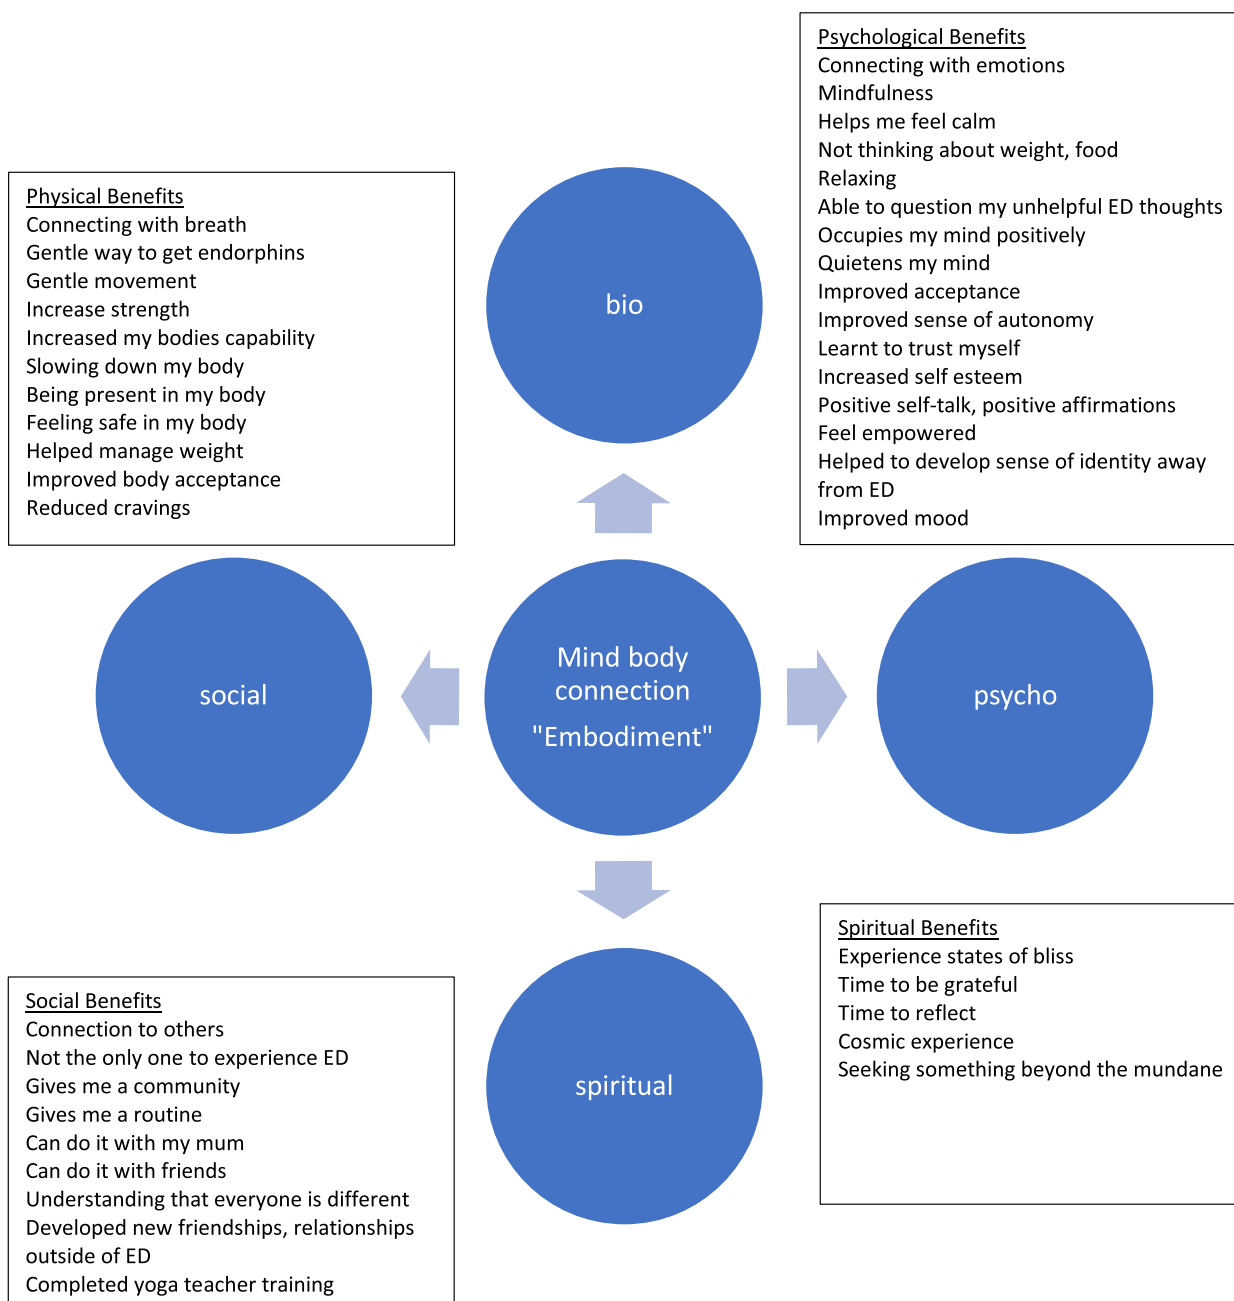 Psychological Benefits
Connecting with emotions
Mindfulness
Helps me feel calm
Not thinking about weight, food
Relaxing
Able to question my unhelpful ED thoughts
Occupies my mind positively
Quietens my mind
Improved acceptance
Improved sense of autonomy
Learnt to trust myself
Increased self esteem
Positive self-talk, positive affirmations
Feel empowered
Helped to develop sense of identity away
from ED
Improved mood
Physical Benefits
Connecting with breath
Gentle way to get endorphins
Gentle movement
Increase strength
Increased my bodies capability
Slowing down my body
Being present in my body
Feeling safe in my body
Helped manage weight
Improved body acceptance
Reduced cravings
bio
social
Mind body
connection
"Embodiment"
psycho
spiritual
Spiritual Benefits
Experience states of bliss
Time to be grateful
Time to reflect
Cosmic experience
Seeking something beyond the mundane
Social Benefits
Connection to others
Not the only one to experience ED
Gives me a community
Gives me a routine
Can do it with my mum
Can do it with friends
Understanding that everyone is different
Developed new friendships, relationships
outside of ED
Completed yoga teacher training